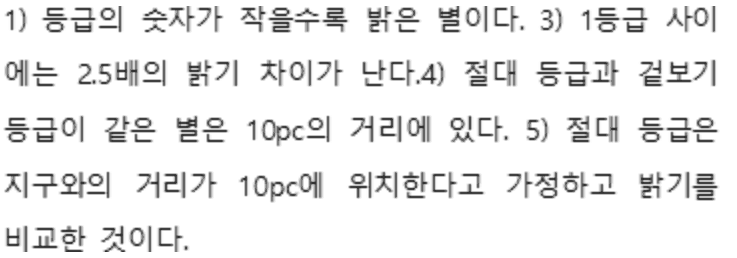 1) 등급의 숫자가 작을수록 밝은 별이다. 3) 1등급 사이
에는 2.5배의 밝기 차이가 난다.4) 절대 등급과 겉보기
등급이 같은 별은 10pc의 거리에 있다. 5) 절대 등급은
지구와의 거리가 10pc에 위치한다고 가정하고 밝기를
비교한 것이다.